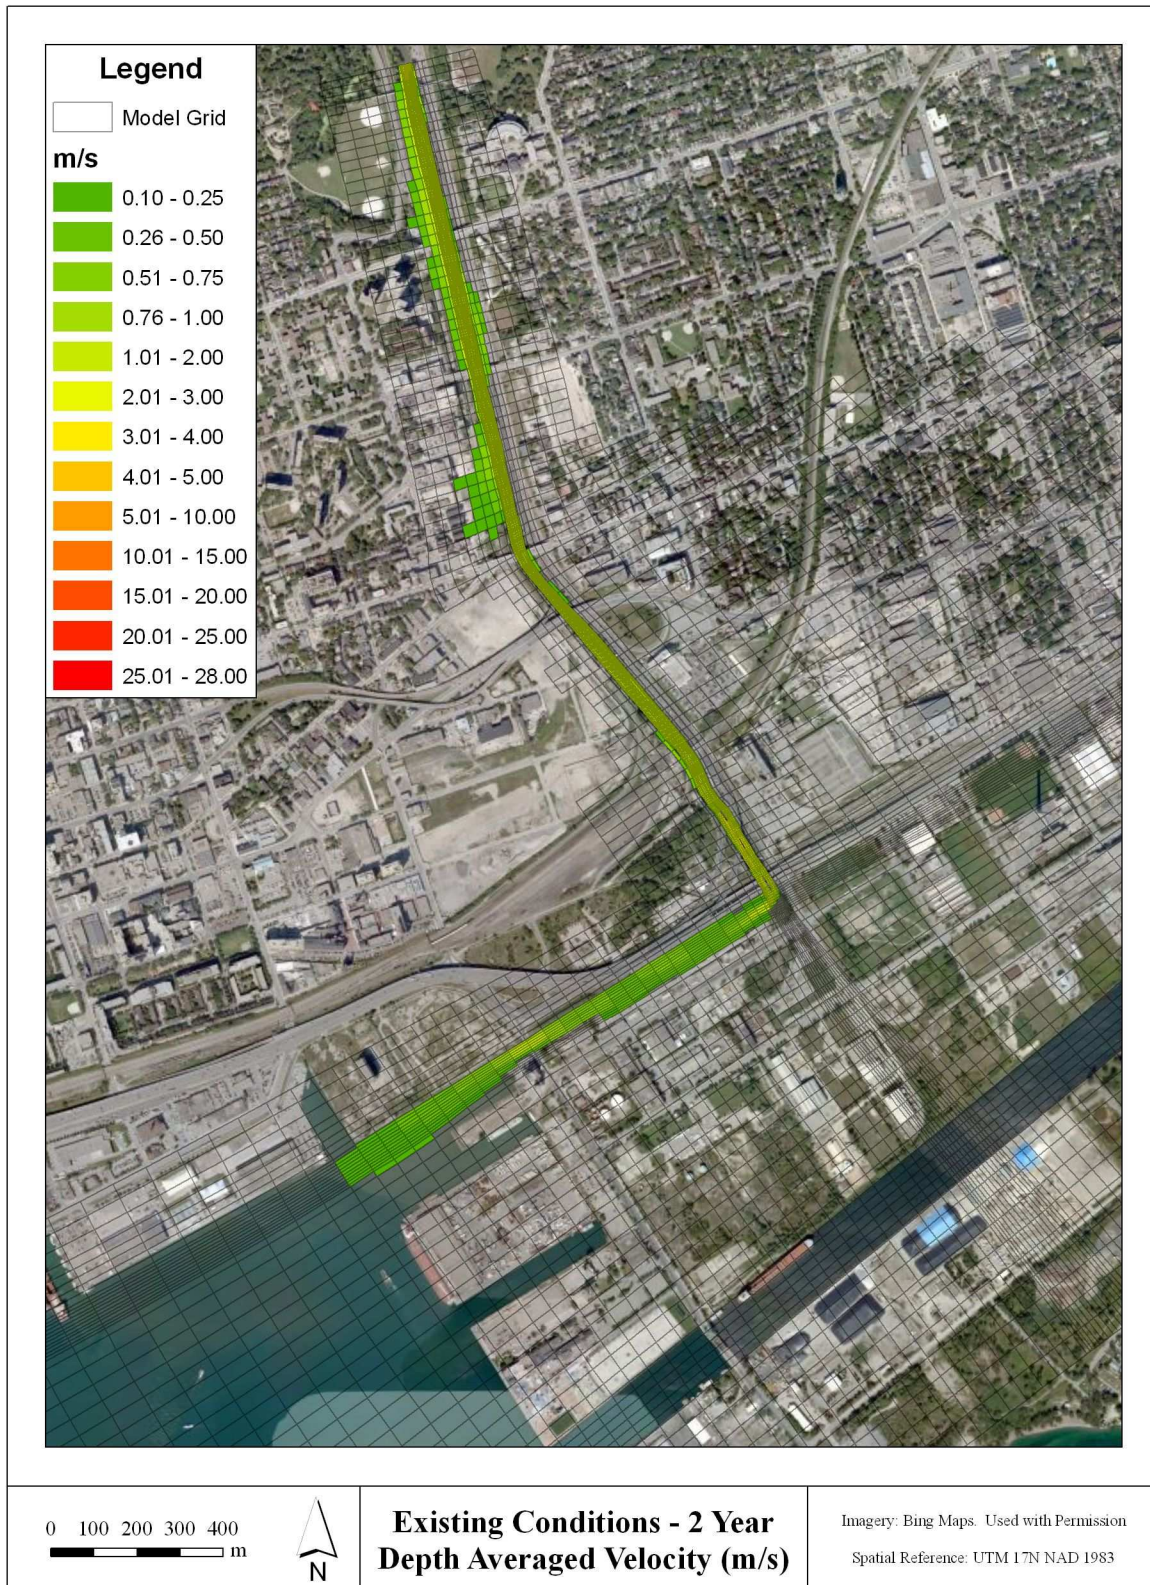 Legend
Model Grid
m/s
0.10 - 0.25
0.26 - 0.50
0.51 - 0.75
0.76 - 1.00
1.01 - 2.00
2.01 - 3.00
3.01 - 4.00
4.01 - 5.00
5.01 - 10.00
10.01 - 15.00
15.01 - 20.00
20.01 - 25.00
25.01 - 28.00
0 100 200 300 400
m
N
Existing Conditions - 2 Year
Depth Averaged Velocity (m/s)
Imagery: Bing Maps. Used with Permission
Spatial Reference: UTM 17N NAD 1983